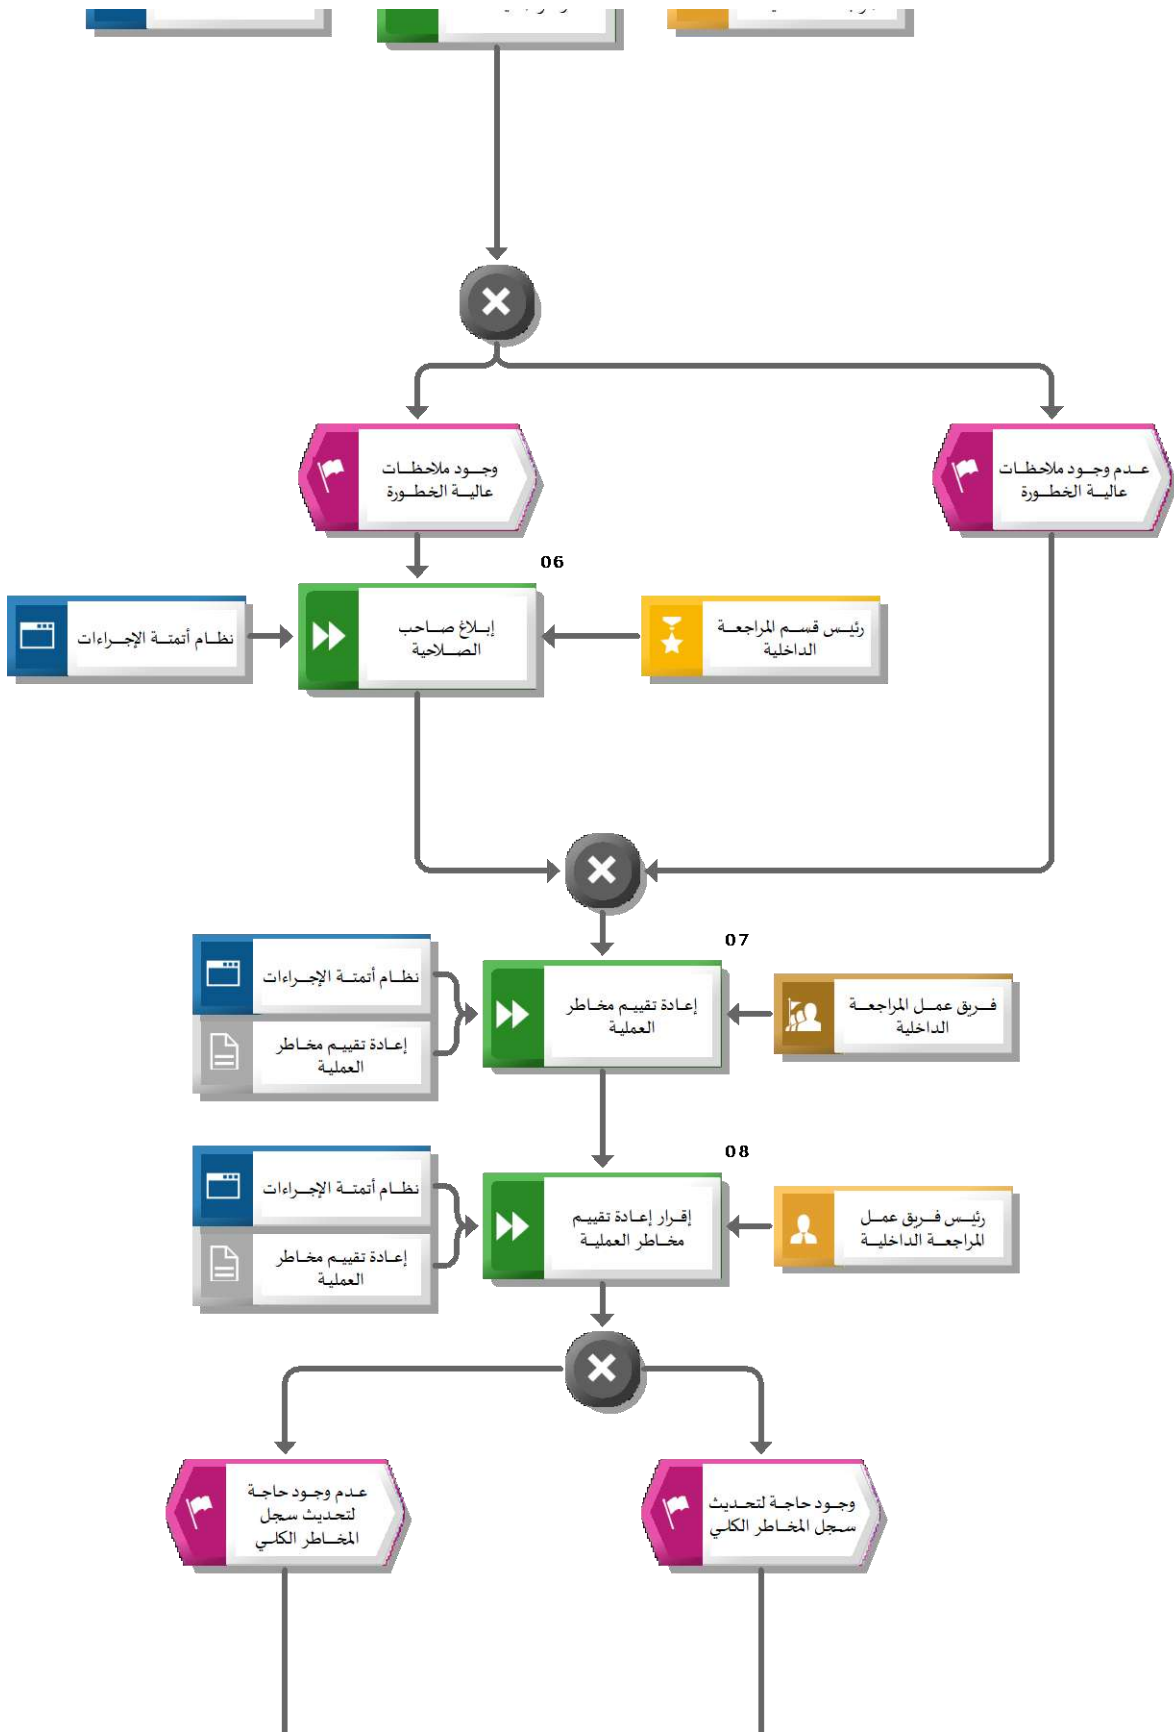 عدم وجود ملاحظات
عالية الخطورة
وجود ملاحظات
عالية الخطورة
06
رئيس قسم المراجعة
الداخلية
إبلاغ صاحب
الصلاحية
نظام أتمتة الإجراءات
07
فريق عمل المراجعة
الداخلية
إعادة تقييم مخاطر
العملية
نظام أتمتة الإجراءات
إعادة تقييم مخاطر
العملية
08
رئيس فريق عمل
المراجعة الداخلية
إقرار إعادة تقييم
مخاطر العملية
نظام أتمتة الإجراءات
إعادة تقييم مخاطر
العملية
وجود حاجة لتحديث
سجل المخاطر الكلي
عدم وجود حاجة
لتحديث سجل
المخاطر الكلي